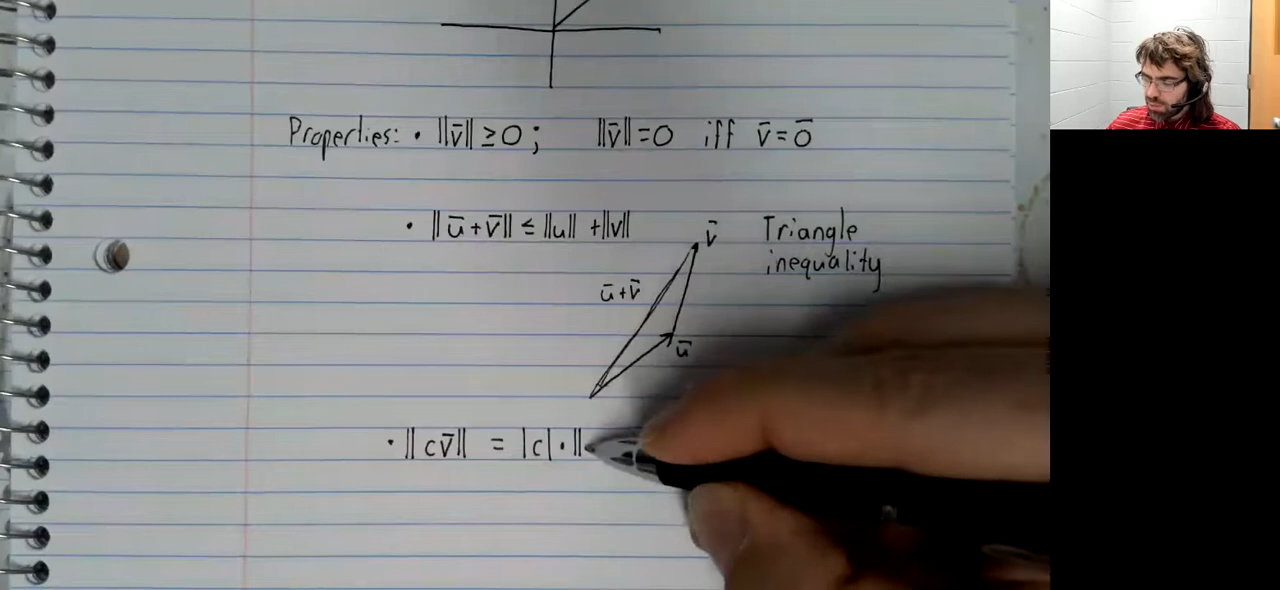 Properties: • ||v̄|| ≥ 0 ; ||v̄|| = 0 iff v̄ = 0̄
• ||ū + v̄|| ≤ ||u|| + ||v||
v̄
Triangle
inequality
ū+v̄
ū
• ||cv̄|| = |c| • ||